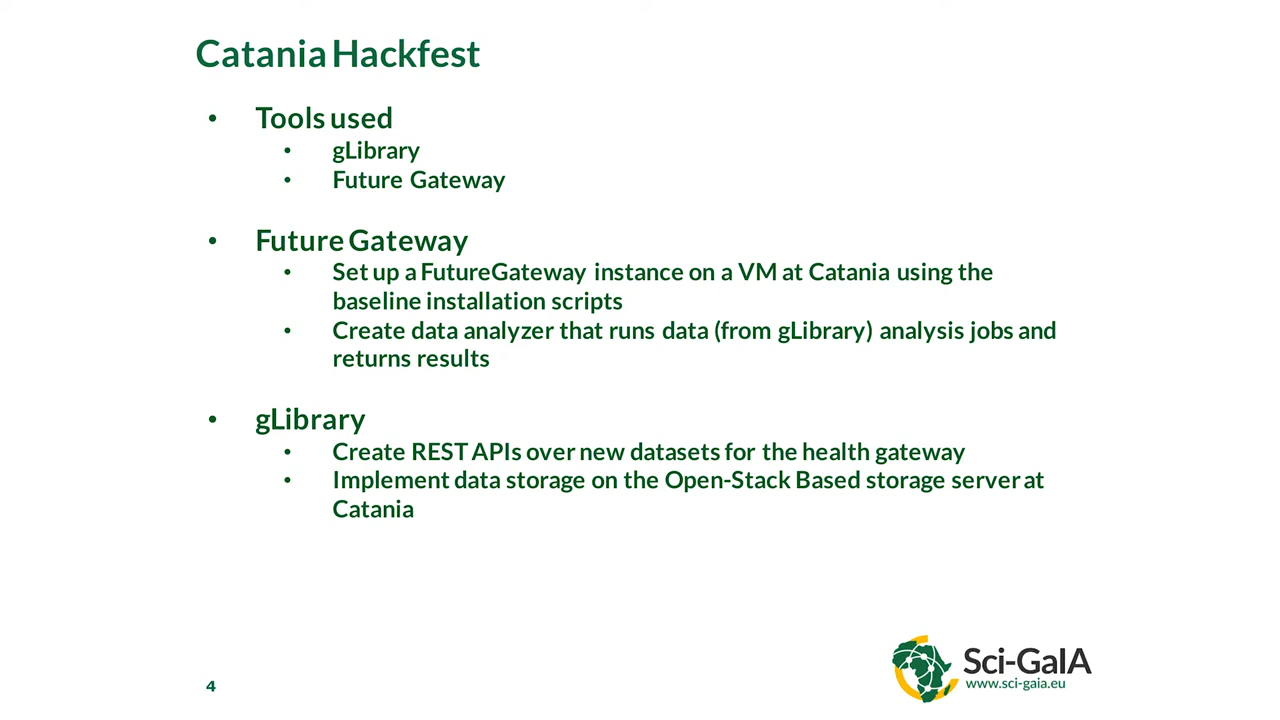 Catania Hackfest
• Tools used
• gLibrary
• Future Gateway
• Future Gateway
• Set up a FutureGateway instance on a VM at Catania using the
baseline installation scripts
• Create data analyzer that runs data (from gLibrary) analysis jobs and
returns results
• gLibrary
• Create REST APIs over new datasets for the health gateway
• Implement data storage on the Open-Stack Based storage server at
Catania
4
Sci-GaIA
www.sci-gaia.eu